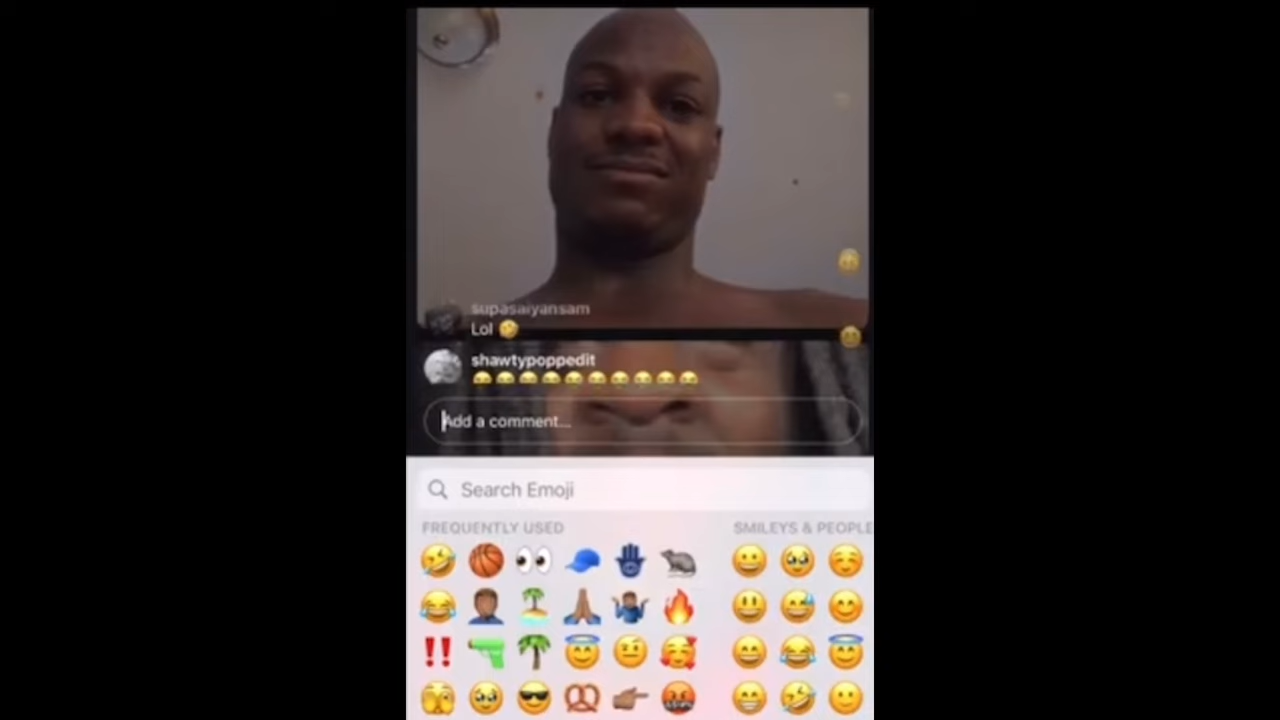 supasaiyansam
Lol
shawtypoppedit
Add a comment...
Search Emoji
FREQUENTLY USED
SMILEYS & PEOPLE